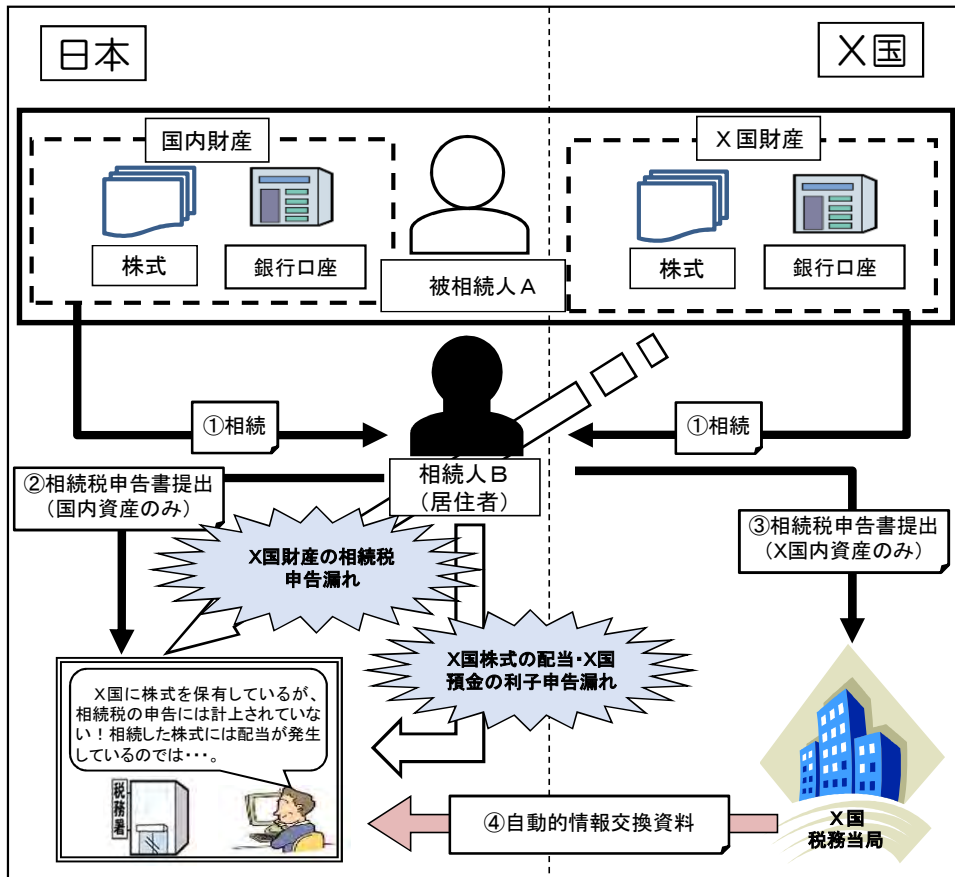 日本
X国
国内財産
X国財産
株式
銀行口座
被相続人A
株式
銀行口座
①相続
①相続
相続人B
(居住者)
②相続税申告書提出
(国内資産のみ)
③相続税申告書提出
(X国内資産のみ)
X国財産の相続税
申告漏れ
X国株式の配当・X国
預金の利子申告漏れ
X国に株式を保有しているが、
相続税の申告には計上されていな
い！相続した株式には配当が発生
しているのでは・・・。
税務署
④自動的情報交換資料
X国
税務当局